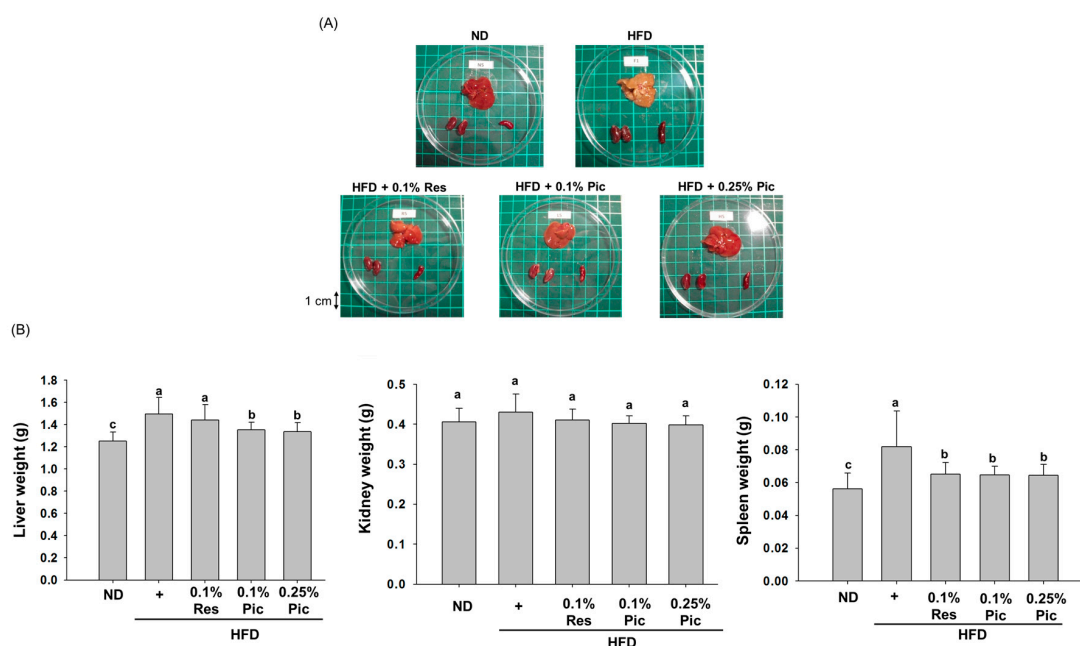 (A)
ND HFD
HFD + 0.1% Res HFD + 0.1% Pic HFD + 0.25% Pic
1 cm
(B)
Liver weight (g)
1.8
1.6
1.4
1.2
1.0
0.8
0.6
0.4
0.2
0.0
c a a b b
ND + 0.1% 0.1% 0.25%
Res Pic Pic
HFD
Kidney weight (g)
0.5
0.4
0.3
0.2
0.1
0.0
a a a a a
ND + 0.1% 0.1% 0.25%
Res Pic Pic
HFD
Spleen weight (g)
0.12
0.10
0.08
0.06
0.04
0.02
0.00
c a b b b
ND + 0.1% 0.1% 0.25%
Res Pic Pic
HFD